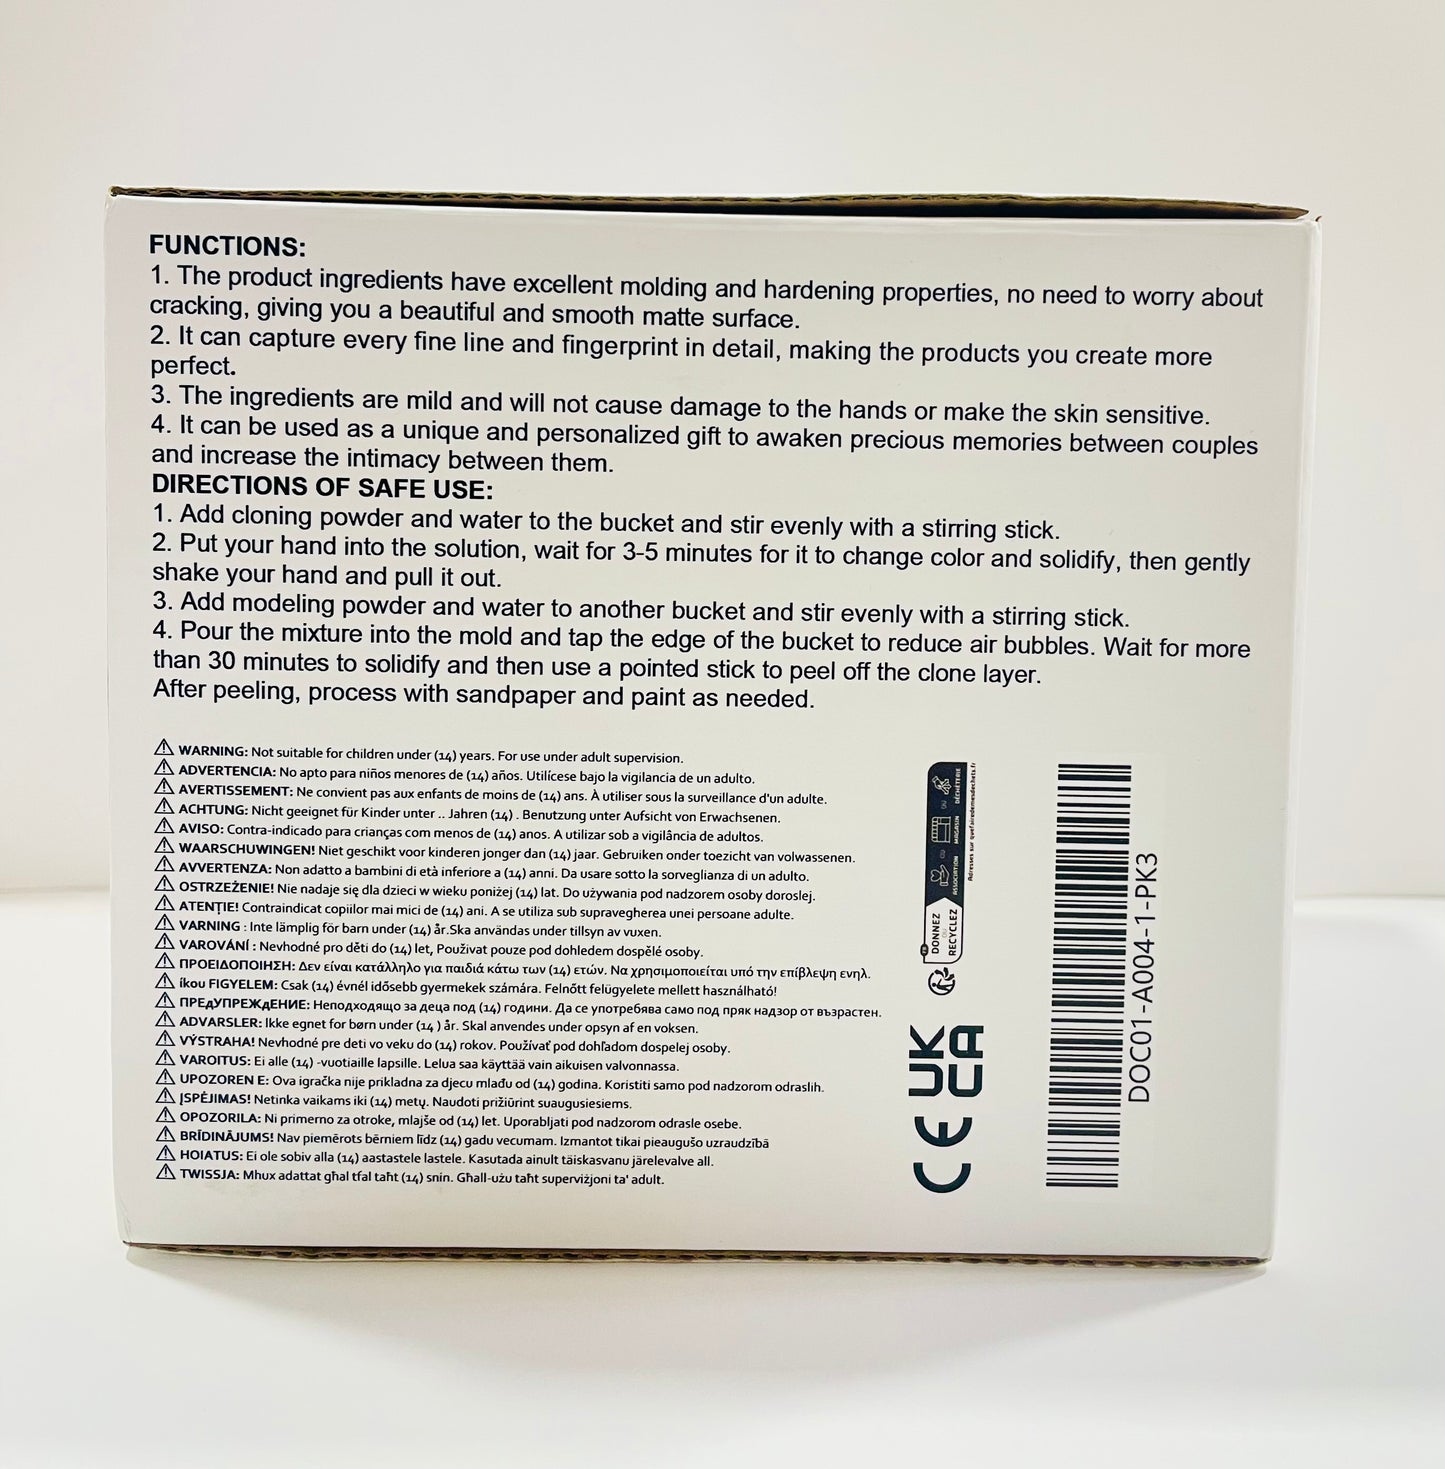 FUNCTIONS:
1. The product ingredients have excellent molding and hardening properties, no need to worry about
cracking, giving you a beautiful and smooth matte surface.
2. It can capture every fine line and fingerprint in detail, making the products you create more
perfect.
3. The ingredients are mild and will not cause damage to the hands or make the skin sensitive.
4. It can be used as a unique and personalized gift to awaken precious memories between couples
and increase the intimacy between them.
DIRECTIONS OF SAFE USE:
1. Add cloning powder and water to the bucket and stir evenly with a stirring stick.
2. Put your hand into the solution, wait for 3-5 minutes for it to change color and solidify, then gently
shake your hand and pull it out.
3. Add modeling powder and water to another bucket and stir evenly with a stirring stick.
4. Pour the mixture into the mold and tap the edge of the bucket to reduce air bubbles. Wait for more
than 30 minutes to solidify and then use a pointed stick to peel off the clone layer.
After peeling, process with sandpaper and paint as needed.
WARNING: Not suitable for children under (14) years. For use under adult supervision.
ADVERTENCIA: No apto para niños menores de (14) años. Utilícese bajo la vigilancia de un adulto.
AVERTISSEMENT: Ne convient pas aux enfants de moins de (14) ans. À utiliser sous la surveillance d'un adulte.
ACHTUNG: Nicht geeignet für Kinder unter .. Jahren (14) . Benutzung unter Aufsicht von Erwachsenen.
AVISO: Contra-indicado para crianças com menos de (14) anos. A utilizar sob a vigilância de adultos.
WAARSCHUWINGEN! Niet geschikt voor kinderen jonger dan (14) jaar. Gebruiken onder toezicht van volwassenen.
AVVERTENZA: Non adatto a bambini di età inferiore a (14) anni. Da usare sotto la sorveglianza di un adulto.
OSTRZEŻENIE! Nie nadaje się dla dzieci w wieku poniżej (14) lat. Do używania pod nadzorem osoby doroslej.
ATENȚIE! Contraindicat copiilor mai mici de (14) ani. A se utiliza sub supravegherea unei persoane adulte.
VARNING : Inte lämplig för barn under (14) år.Ska användas under tillsyn av vuxen.
VAROVÁNÍ : Nevhodné pro děti do (14) let, Používat pouze pod dohledem dospělé osoby.
ΠΡΟΕΙΔΟΠΟΙΗΣΗ: Δεν είναι κατάλληλο για παιδιά κάτω των (14) ετών. Να χρησιμοποιείται υπό την επίβλεψη ενηλ.
íkou FIGYELEM: Csak (14) évnél idősebb gyermekek számára. Felnőtt felügyelete mellett használható!
ПРЕДУПРЕЖДЕНИЕ: Неподходящо за деца под (14) години. Да се употребява само под пряк надзор от възрастен.
ADVARSLER: Ikke egnet for børn under (14 ) år. Skal anvendes under opsyn af en voksen.
VÝSTRAHA! Nevhodné pre deti vo veku do (14) rokov. Používať pod dohľadom dospelej osoby.
VAROITUS: Ei alle (14) -vuotiaille lapsille. Lelua saa käyttää vain aikuisen valvonnassa.
UPOZOREN E: Ova igračka nije prikladna za djecu mlađu od (14) godina. Koristiti samo pod nadzorom odraslih.
ĮSPĖJIMAS! Netinka vaikams iki (14) metų. Naudoti prižiūrint suaugusiesiems.
OPOZORILA: Ni primerno za otroke, mlajše od (14) let. Uporabljati pod nadzorom odrasle osebe.
BRĪDINĀJUMS! Nav piemērots bērniem līdz (14) gadu vecumam. Izmantot tikai pieaugušo uzraudzībā
HOIATUS: Ei ole sobiv alla (14) aastastele lastele. Kasutada ainult täiskasvanu järelevalve all.
TWISSJA: Mhux adattat għal tfal taħt (14) snin. Għall-użu taħt superviżjoni ta' adult.
CE
UK
CA
DONNEZ
OU
RECYCLEZ
ASSOCIATION
OU
MAGASIN
OU
DÉCHÈTERIE
Adresses sur quefairedemesdechets.fr
DOC01-A004-1-PK3